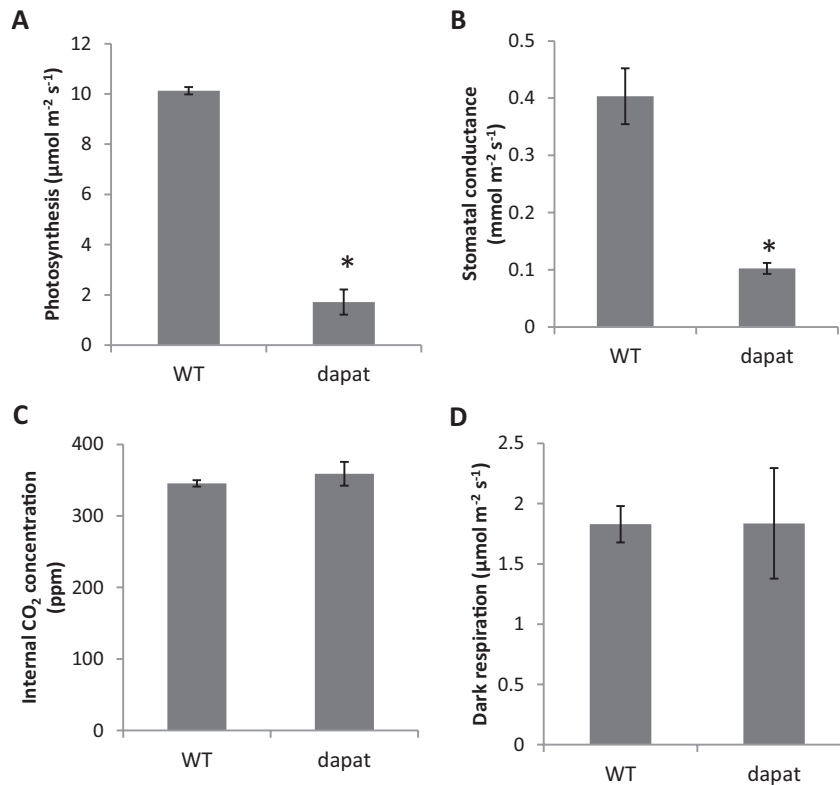 A
Photosynthesis (µmol m⁻² s⁻¹)
12
10
8
6
4
2
0
*
WT
dapat
B
Stomatal conductance
(mmol m⁻² s⁻¹)
0.5
0.4
0.3
0.2
0.1
0
*
WT
dapat
C
Internal CO₂ concentration
(ppm)
400
300
200
100
0
WT
dapat
D
Dark respiration (µmol m⁻² s⁻¹)
2.5
2
1.5
1
0.5
0
WT
dapat